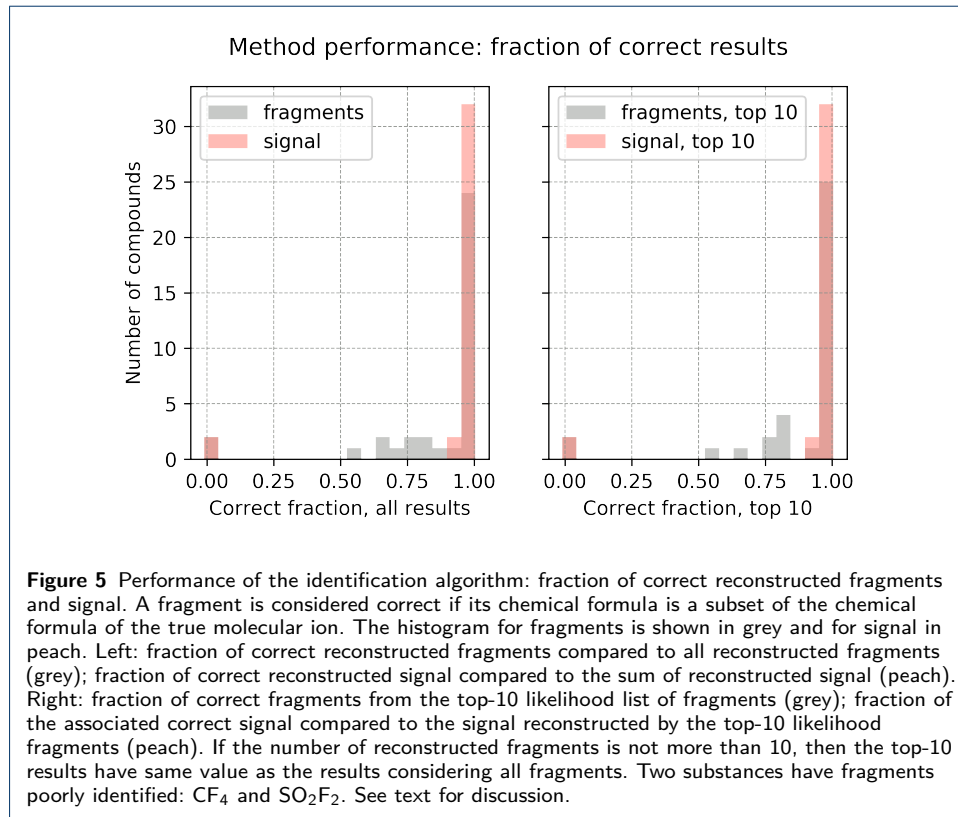 Method performance: fraction of correct results
fragments
signal
fragments, top 10
signal, top 10
Number of compounds
30
25
20
15
10
5
0
0.00 0.25 0.50 0.75 1.00
0.00 0.25 0.50 0.75 1.00
Correct fraction, all results
Correct fraction, top 10
Figure 5 Performance of the identification algorithm: fraction of correct reconstructed fragments
and signal. A fragment is considered correct if its chemical formula is a subset of the chemical
formula of the true molecular ion. The histogram for fragments is shown in grey and for signal in
peach. Left: fraction of correct reconstructed fragments compared to all reconstructed fragments
(grey); fraction of correct reconstructed signal compared to the sum of reconstructed signal (peach).
Right: fraction of correct fragments from the top-10 likelihood list of fragments (grey); fraction of
the associated correct signal compared to the signal reconstructed by the top-10 likelihood
fragments (peach). If the number of reconstructed fragments is not more than 10, then the top-10
results have same value as the results considering all fragments. Two substances have fragments
poorly identified: CF₄ and SO₂F₂. See text for discussion.